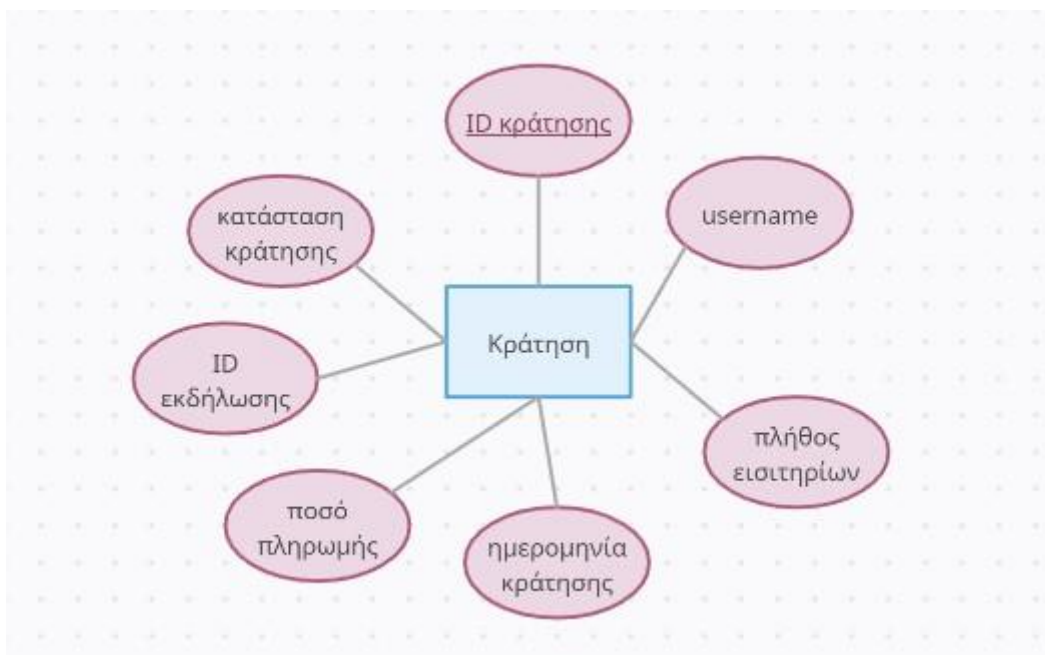 ID κράτησης
κατάσταση
κράτησης
username
Κράτηση
ID
εκδήλωσης
πλήθος
εισιτηρίων
ποσό
πληρωμής
ημερομηνία
κράτησης